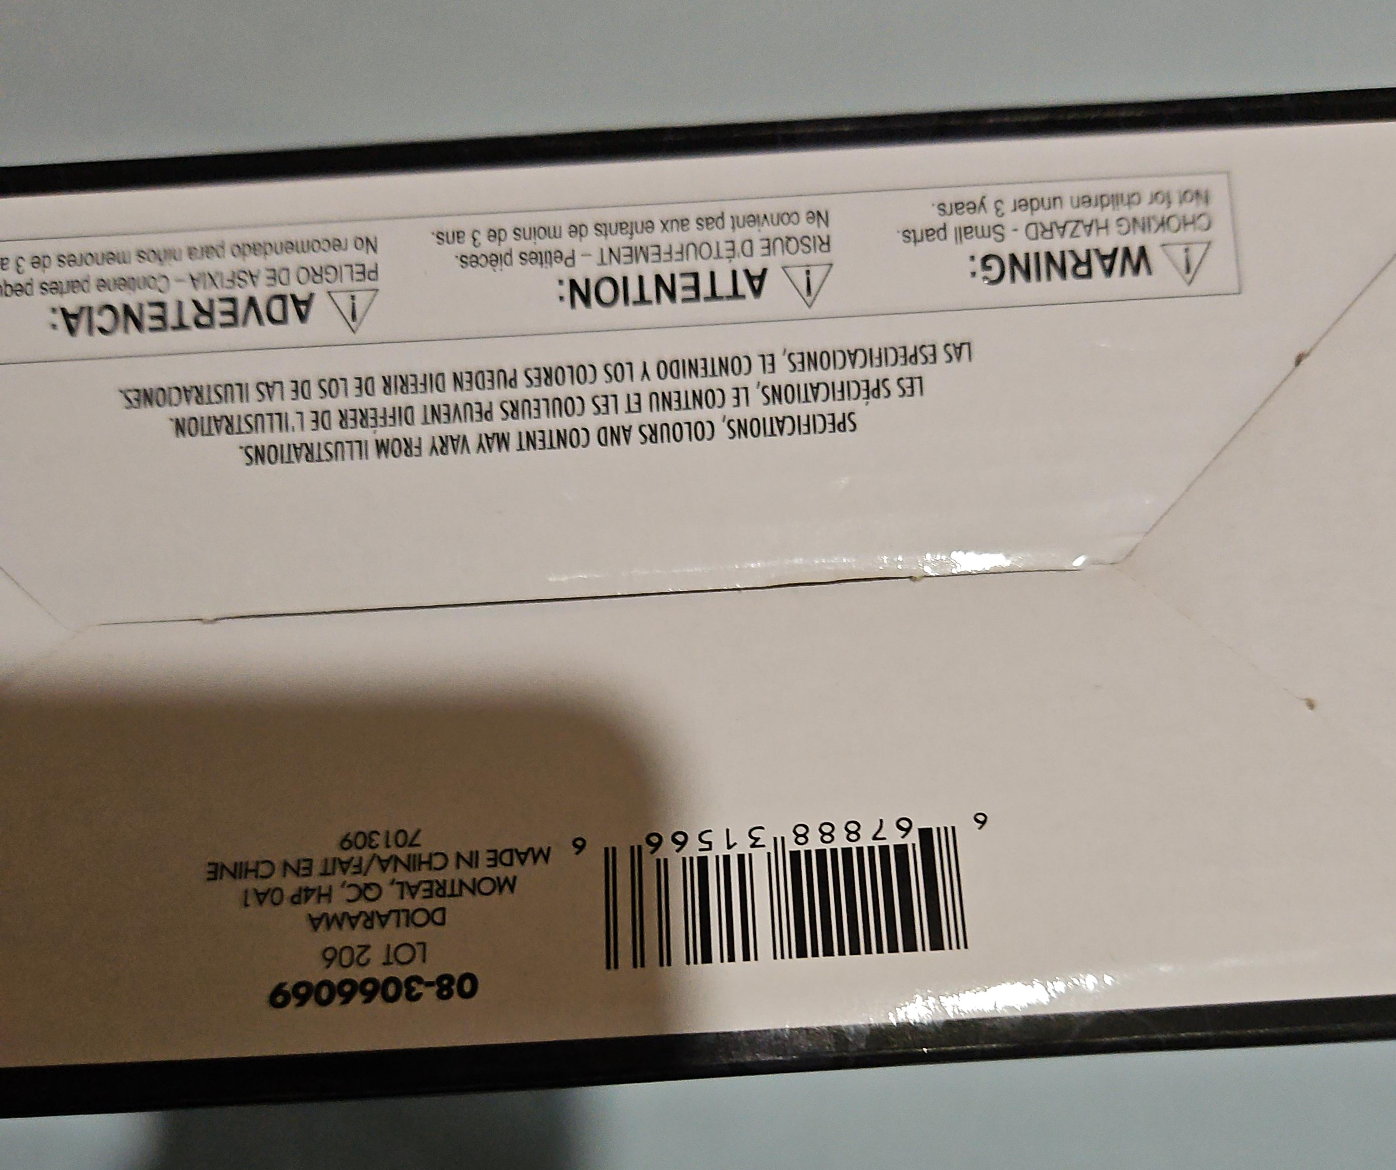 08-3066069
LOT 206
DOLLARAMA
MONTREAL, QC, H4P 0A1
MADE IN CHINA/FAIT EN CHINE
701309
6 67888 31566 6
SPECIFICATIONS, COLOURS AND CONTENT MAY VARY FROM ILLUSTRATIONS.
LES SPÉCIFICATIONS, LE CONTENU ET LES COULEURS PEUVENT DIFFÉRER DE L'ILLUSTRATION.
LAS ESPECIFICACIONES, EL CONTENIDO Y LOS COLORES PUEDEN DIFERIR DE LOS DE LAS ILUSTRACIONES.
WARNING:
CHOKING HAZARD - Small parts.
Not for children under 3 years.
ATTENTION:
RISQUE D'ÉTOUFFEMENT – Petites pièces.
Ne convient pas aux enfants de moins de 3 ans.
ADVERTENCIA:
PELIGRO DE ASFIXIA – Contiene partes
No recomendado para niños menores de 3